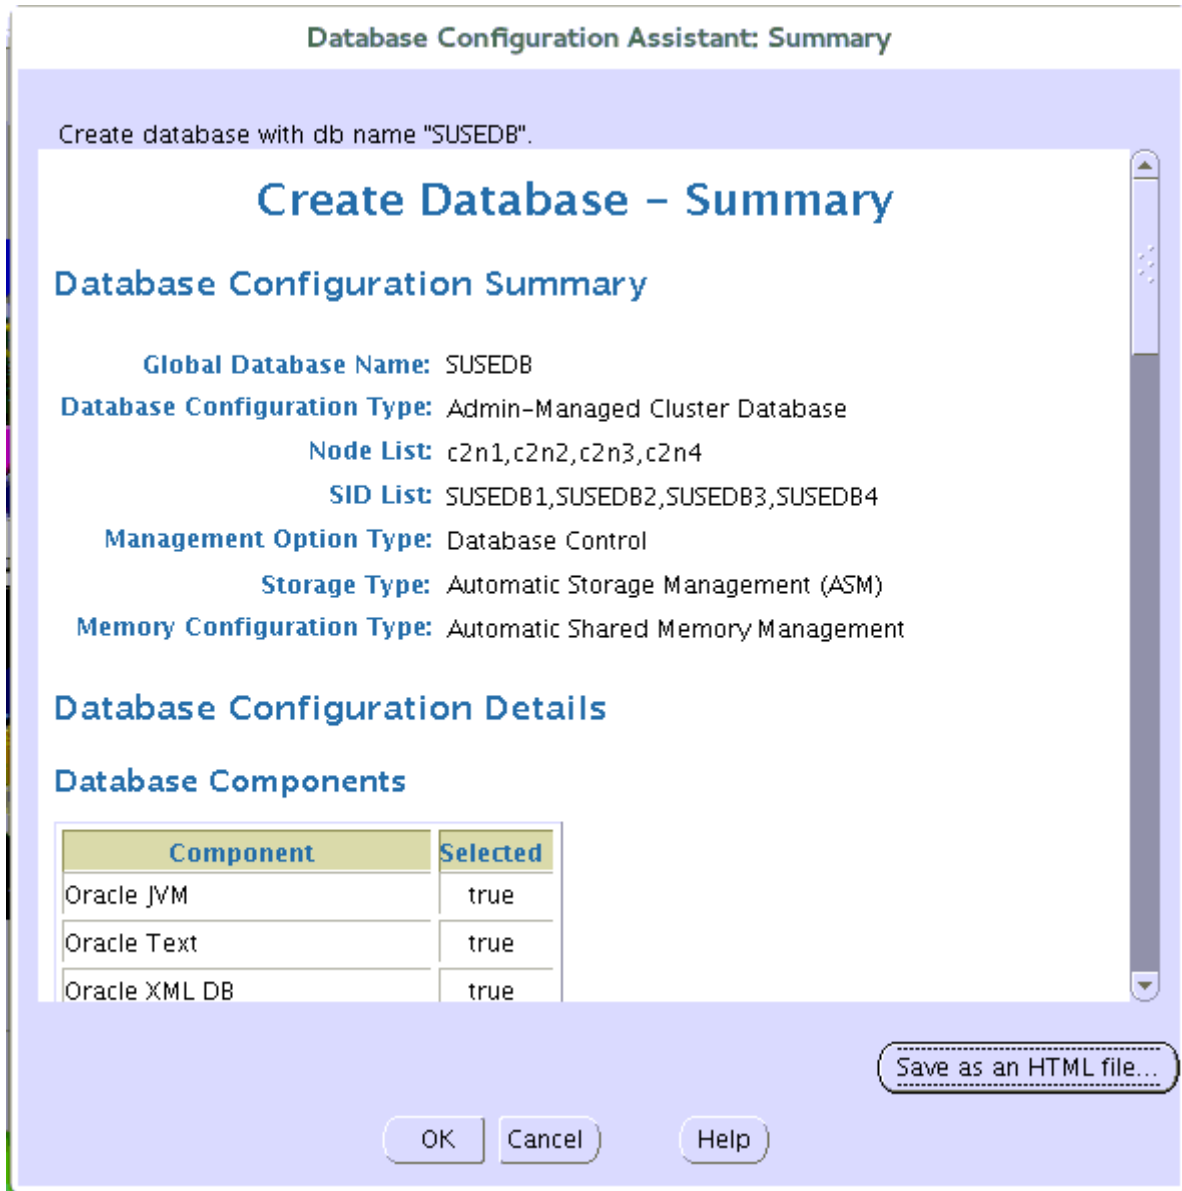 Database Configuration Assistant: Summary
Create database with db name "SUSEDB".
Create Database – Summary
Database Configuration Summary
Global Database Name: SUSEDB
Database Configuration Type: Admin–Managed Cluster Database
Node List: c2n1,c2n2,c2n3,c2n4
SID List: SUSEDB1,SUSEDB2,SUSEDB3,SUSEDB4
Management Option Type: Database Control
Storage Type: Automatic Storage Management (ASM)
Memory Configuration Type: Automatic Shared Memory Management
Database Configuration Details
Database Components
Component Selected
Oracle JVM true
Oracle Text true
Oracle XML DB true
Save as an HTML file...
OK Cancel Help